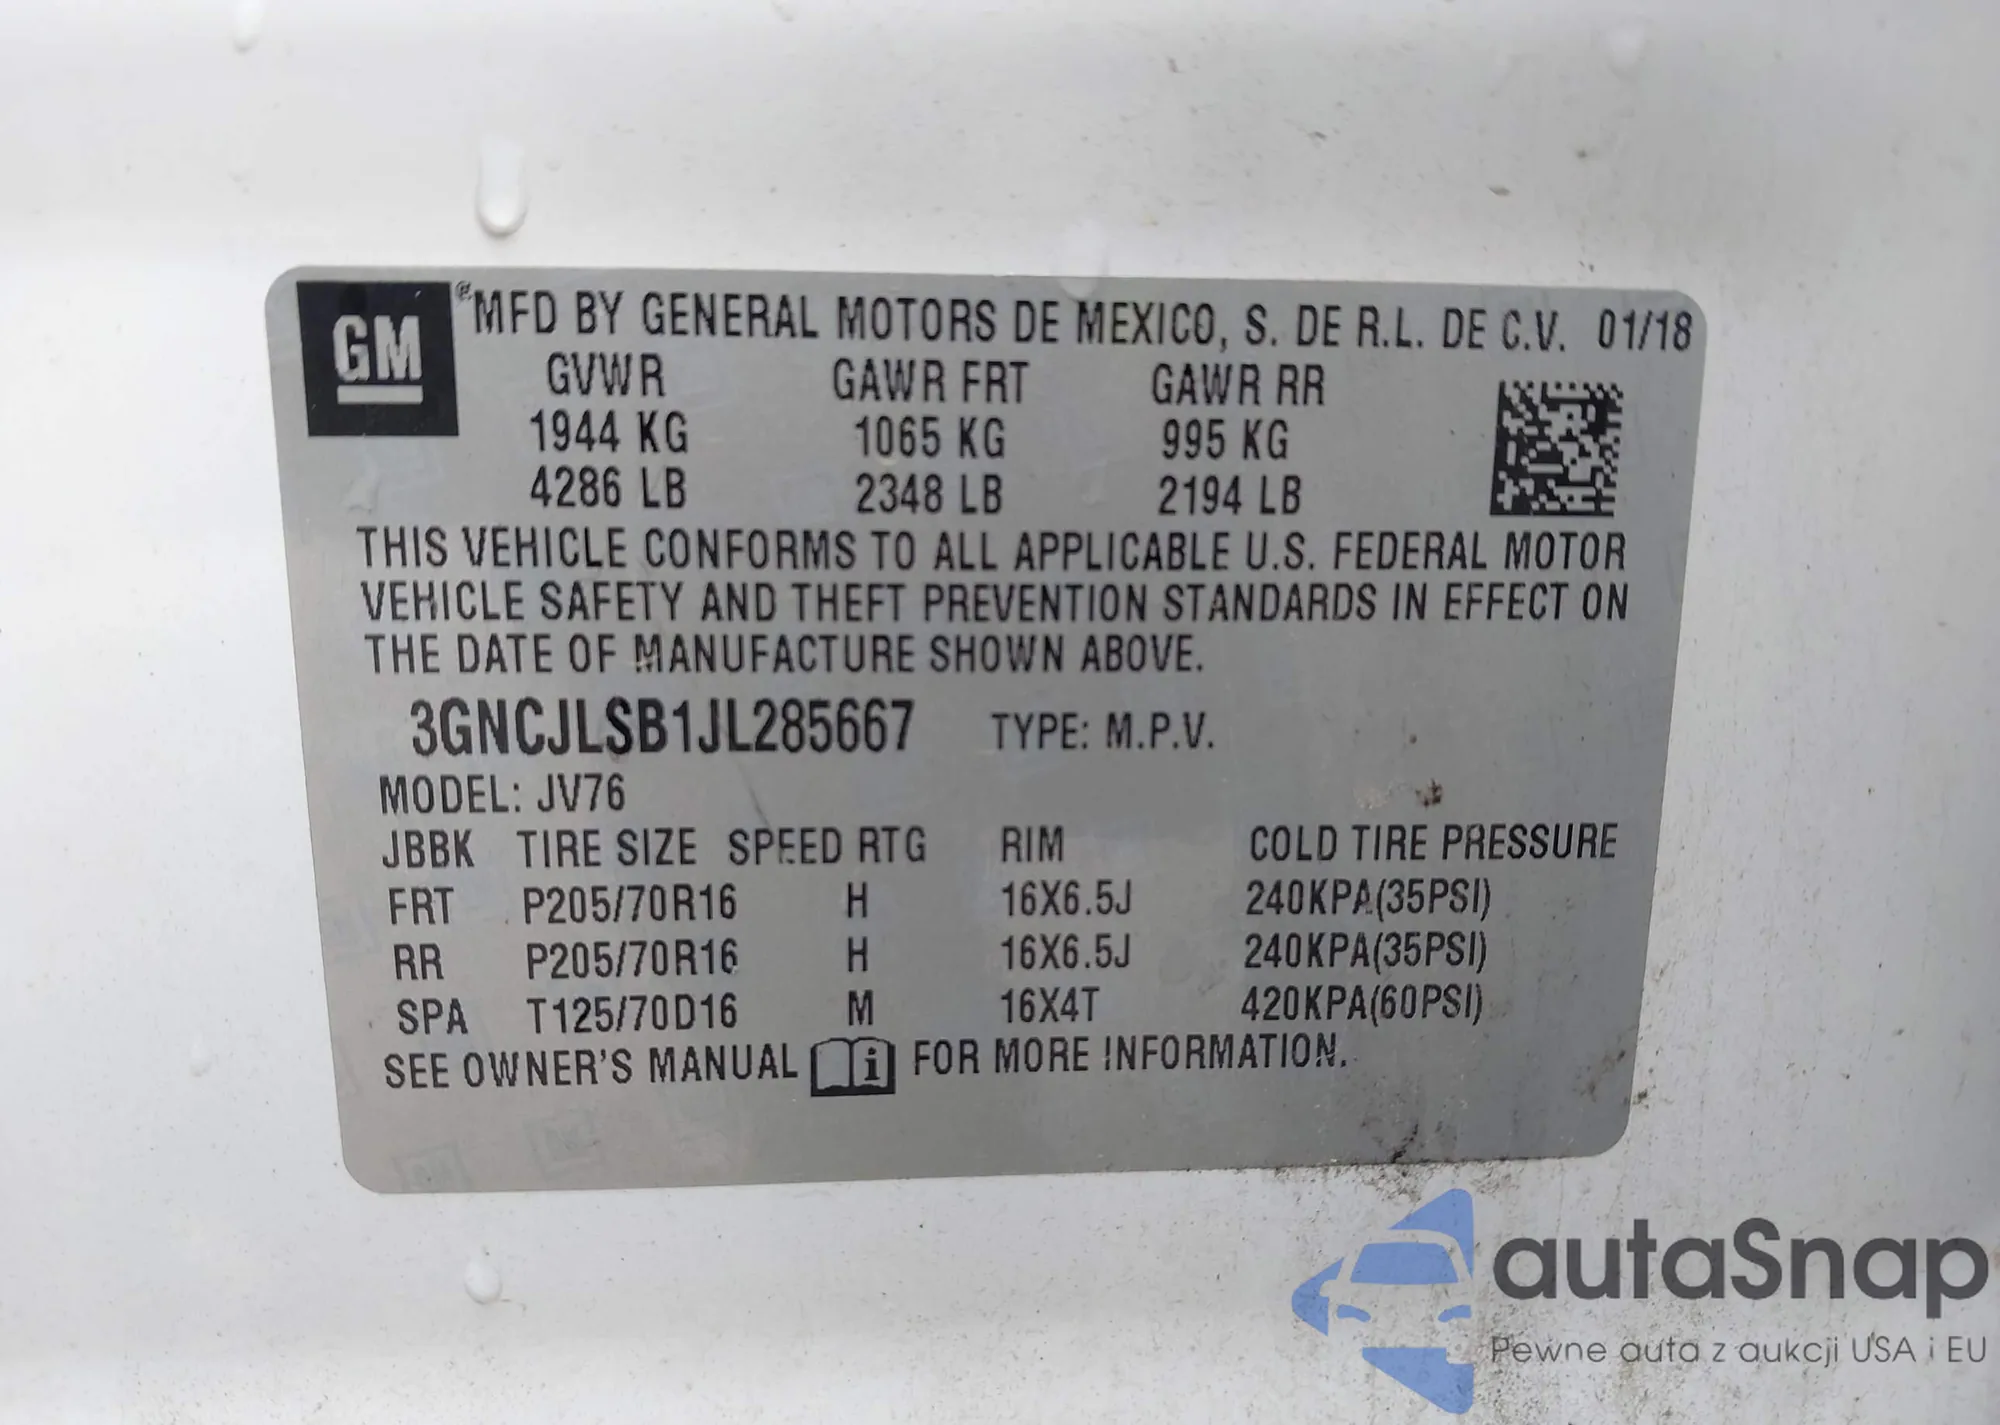 GM ® MFD BY GENERAL MOTORS DE MEXICO, S. DE R.L. DE C.V. 01/18
GVWR GAWR FRT GAWR RR
1944 KG 1065 KG 995 KG
4286 LB 2348 LB 2194 LB
THIS VEHICLE CONFORMS TO ALL APPLICABLE U.S. FEDERAL MOTOR
VEHICLE SAFETY AND THEFT PREVENTION STANDARDS IN EFFECT ON
THE DATE OF MANUFACTURE SHOWN ABOVE.
3GNCJLSB1JL285667 TYPE: M.P.V.
MODEL: JV76
JBBK TIRE SIZE SPEED RTG RIM COLD TIRE PRESSURE
FRT P205/70R16 H 16X6.5J 240KPA(35PSI)
RR P205/70R16 H 16X6.5J 240KPA(35PSI)
SPA T125/70D16 M 16X4T 420KPA(60PSI)
SEE OWNER'S MANUAL i FOR MORE INFORMATION.
autaSnap
Pewne auta z aukcji USA i EU